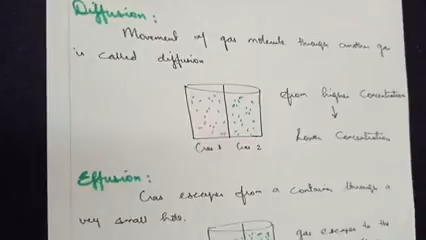 Diffusion:
Movement of gas molecule through another gas
is called diffusion
from higher concentration
↓
Lower Concentration
Gas 1 Gas 2
Effusion:
Gas escapes from a container through a
very small hole.
gas escapes to the